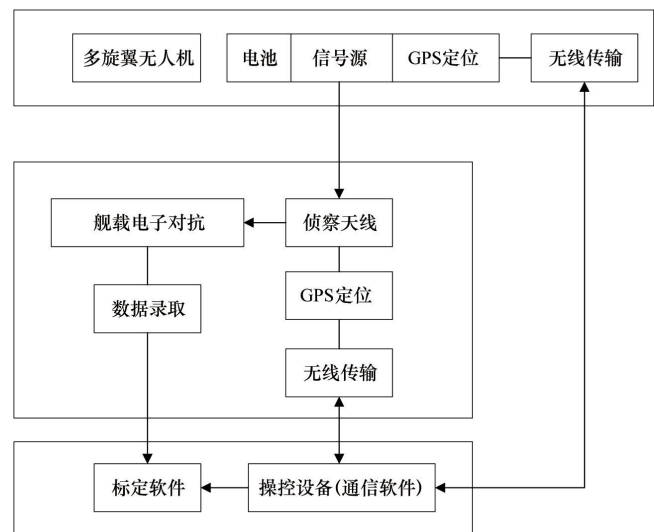 多旋翼无人机
电池
信号源
GPS定位
无线传输
舰载电子对抗
侦察天线
GPS定位
数据录取
无线传输
标定软件
操控设备(通信软件)